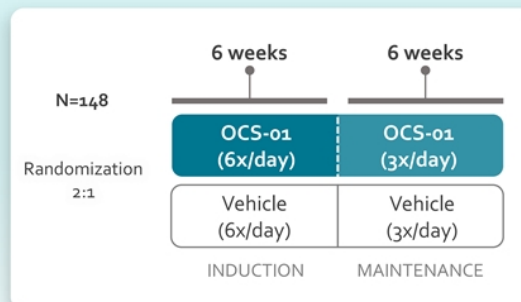 6 weeks
6 weeks
N=148
Randomization
2:1
OCS-01
(6x/day)
OCS-01
(3x/day)
Vehicle
(6x/day)
Vehicle
(3x/day)
INDUCTION
MAINTENANCE